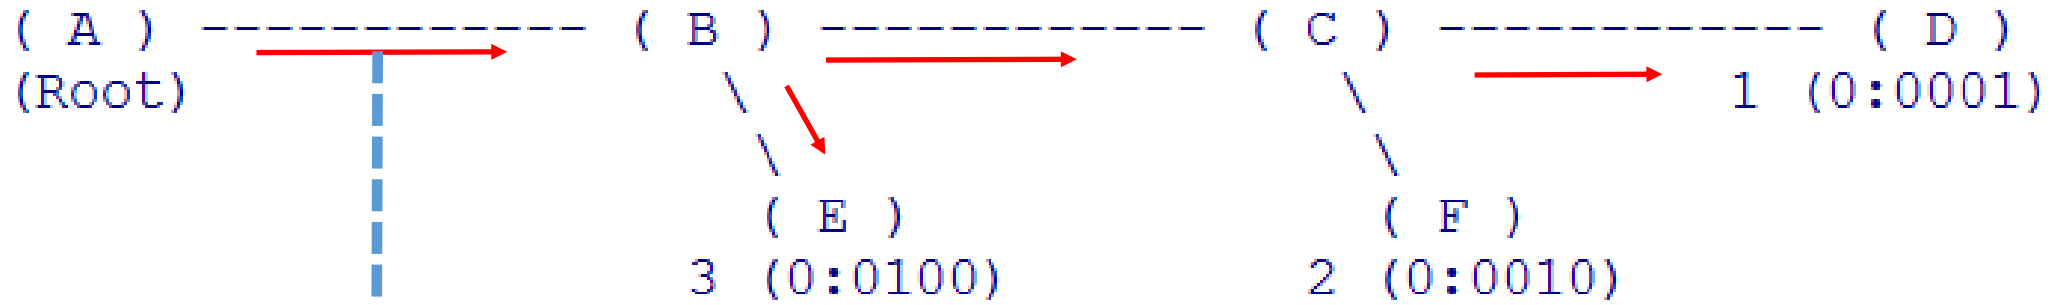 ( A ) ------------ ( B ) ------------ ( C ) ------------ ( D )
(Root) \ \ 1 (0:0001)
\ \
( E ) ( F )
3 (0:0100) 2 (0:0010)